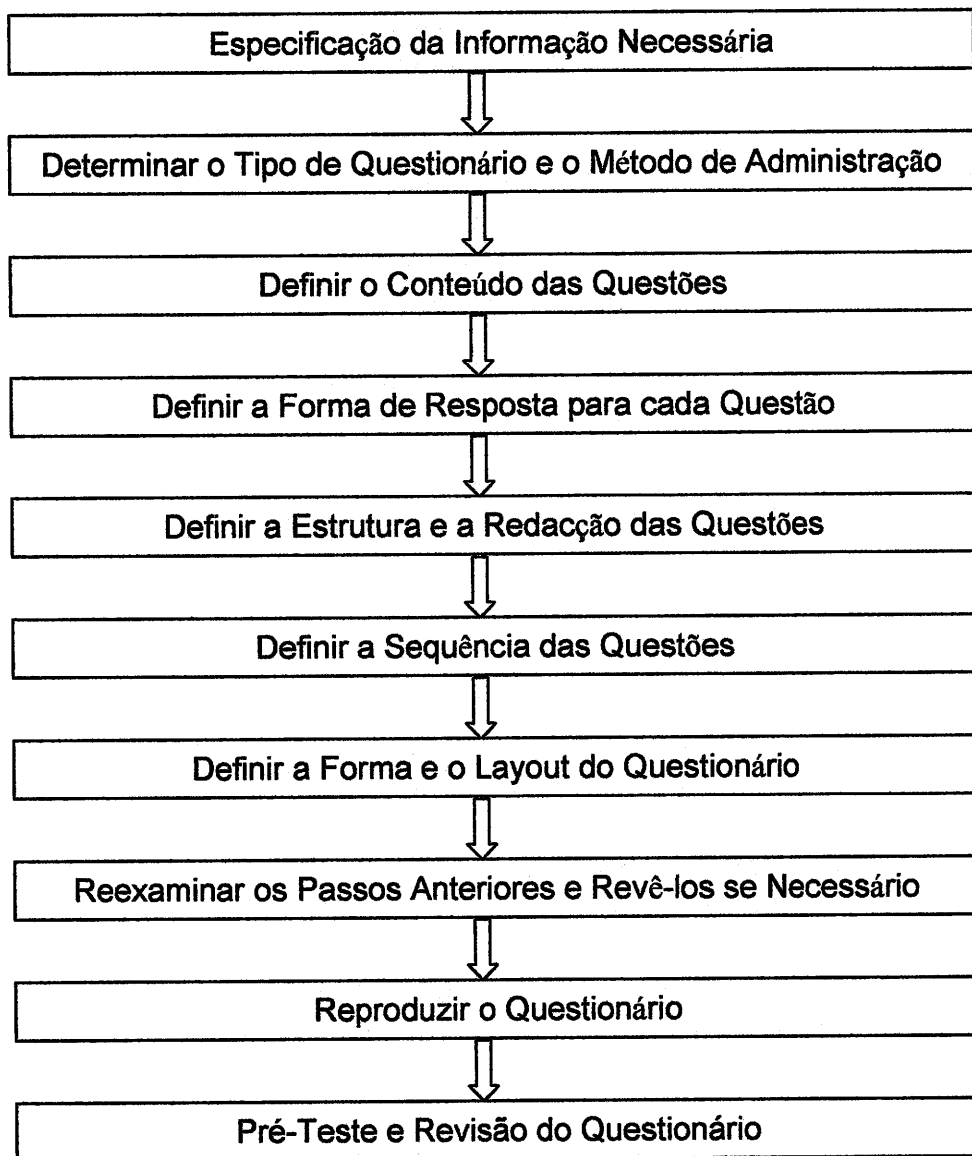 Especificação da Informação Necessária
Determinar o Tipo de Questionário e o Método de Administração
Definir o Conteúdo das Questões
Definir a Forma de Resposta para cada Questão
Definir a Estrutura e a Redacção das Questões
Definir a Sequência das Questões
Definir a Forma e o Layout do Questionário
Reexaminar os Passos Anteriores e Revê-los se Necessário
Reproduzir o Questionário
Pré-Teste e Revisão do Questionário